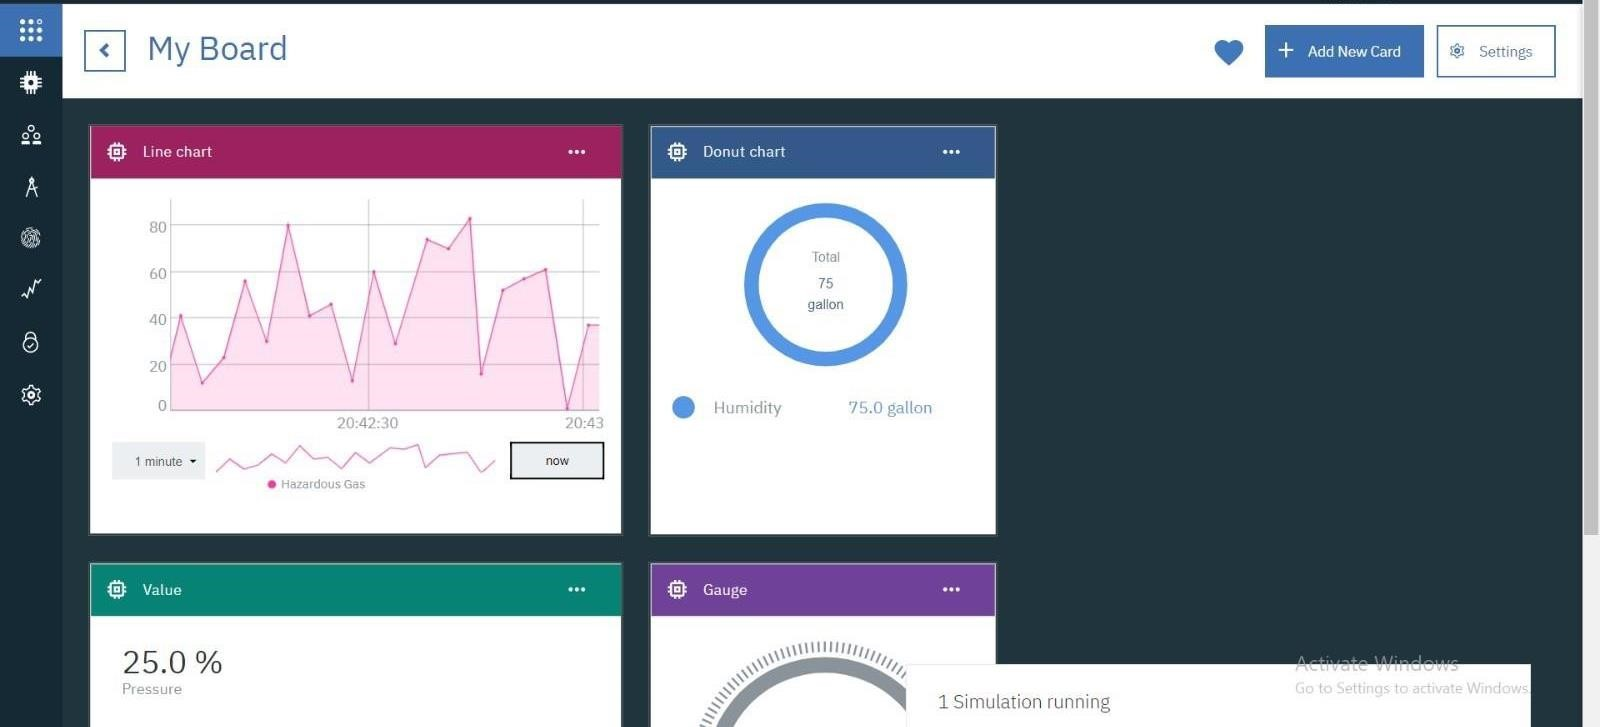 My Board
Add New Card
Settings
Line chart
Donut chart
80
60
40
20
0
20:42:30
20:43
1 minute
now
Hazardous Gas
Total
75
gallon
Humidity
75.0 gallon
Value
Gauge
25.0 %
Pressure
1 Simulation running
Activate Windows
Go to Settings to activate Windows.